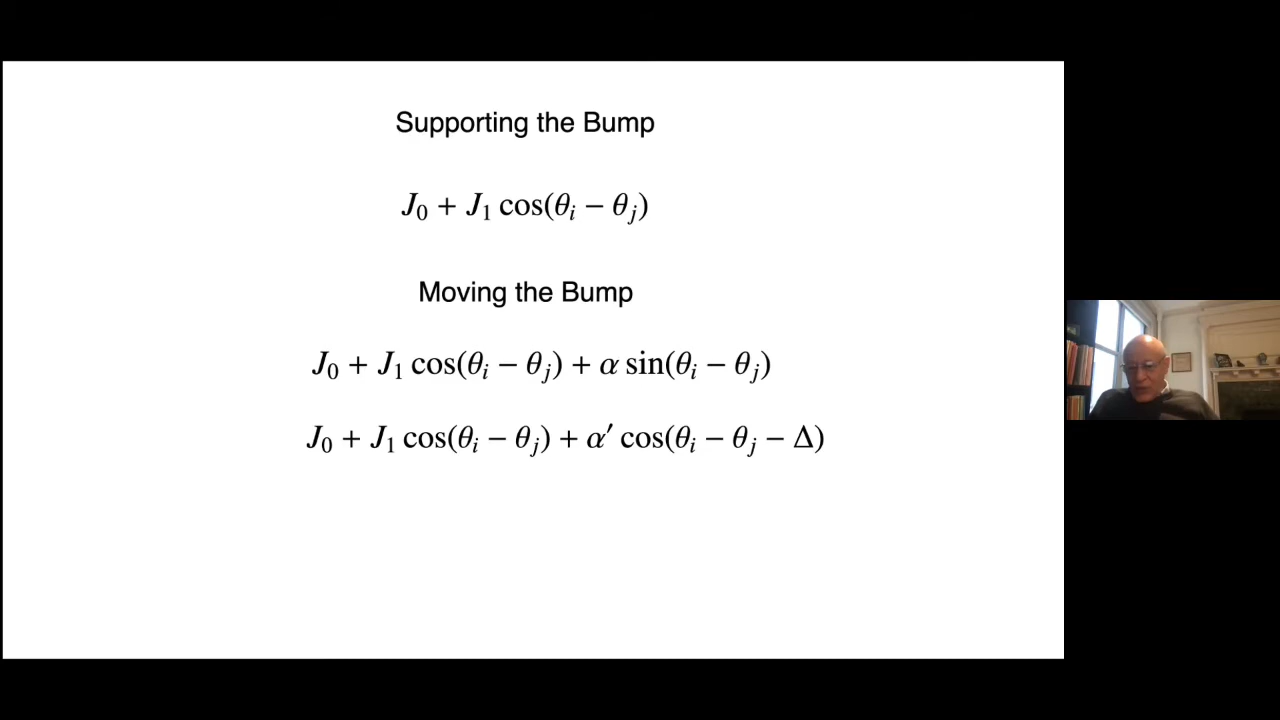 Supporting the Bump
J₀ + J₁ cos(θᵢ − θⱼ)
Moving the Bump
J₀ + J₁ cos(θᵢ − θⱼ) + α sin(θᵢ − θⱼ)
J₀ + J₁ cos(θᵢ − θⱼ) + α′ cos(θᵢ − θⱼ − Δ)